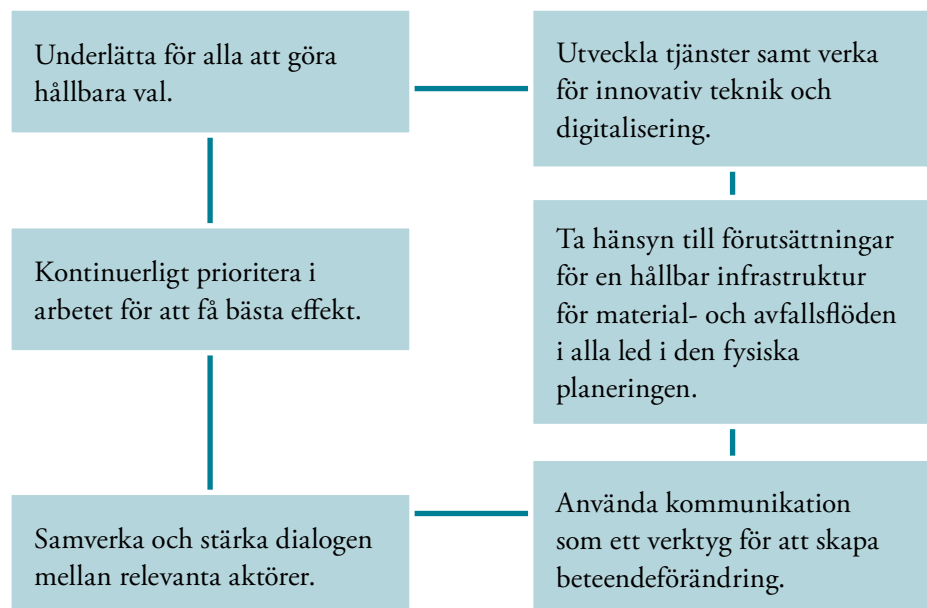 Underlätta för alla att göra
hållbara val.
Utveckla tjänster samt verka
för innovativ teknik och
digitalisering.
Kontinuerligt prioritera i
arbetet för att få bästa effekt.
Ta hänsyn till förutsättningar
för en hållbar infrastruktur
för material- och avfallsflöden
i alla led i den fysiska
planeringen.
Samverka och stärka dialogen
mellan relevanta aktörer.
Använda kommunikation
som ett verktyg för att skapa
beteendeförändring.